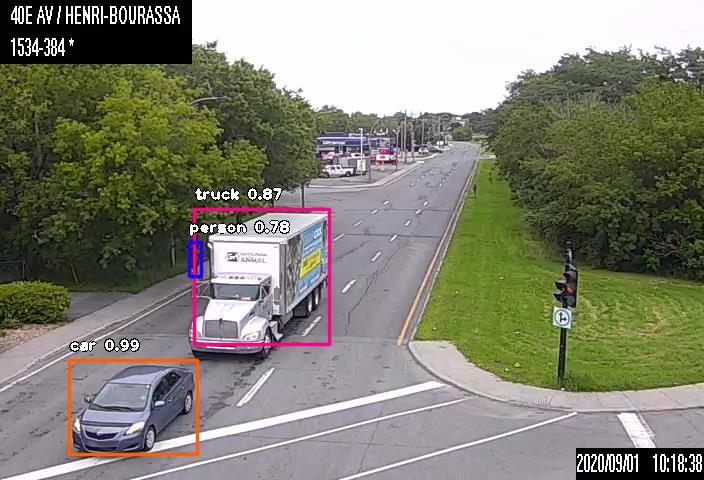 40E AV / HENRI-BOURASSA
1534-384 *
Ultramar
truck 0.87
person 0.78
ANIMAL
car 0.99
2020/09/01 10:18:38